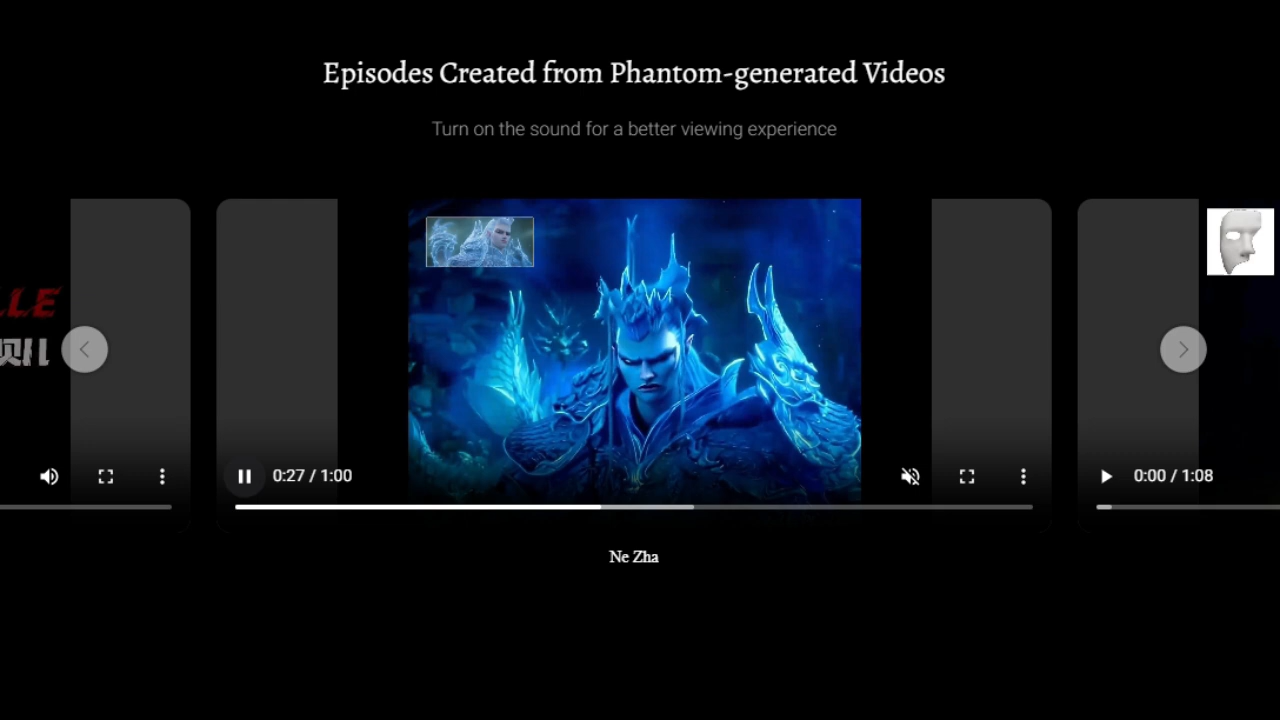 Episodes Created from Phantom-generated Videos
Turn on the sound for a better viewing experience
LLE
0:27 / 1:00
0:00 / 1:08
Ne Zha